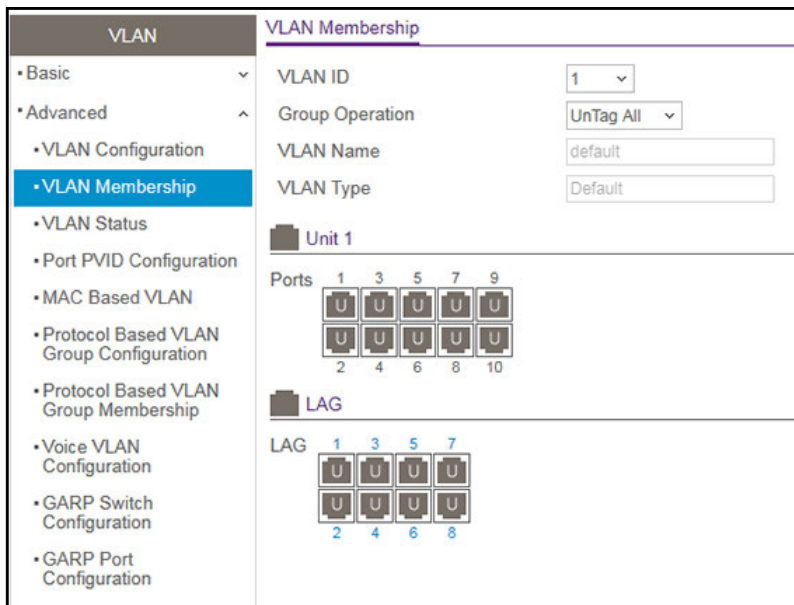 VLAN
Basic
Advanced
VLAN Configuration
VLAN Membership
VLAN Status
Port PVID Configuration
MAC Based VLAN
Protocol Based VLAN
Group Configuration
Protocol Based VLAN
Group Membership
Voice VLAN
Configuration
GARP Switch
Configuration
GARP Port
Configuration
VLAN Membership
VLAN ID 1
Group Operation UnTag All
VLAN Name default
VLAN Type Default
Unit 1
Ports 1 3 5 7 9
U U U U U
U U U U U
2 4 6 8 10
LAG
LAG 1 3 5 7
U U U U
U U U U
2 4 6 8